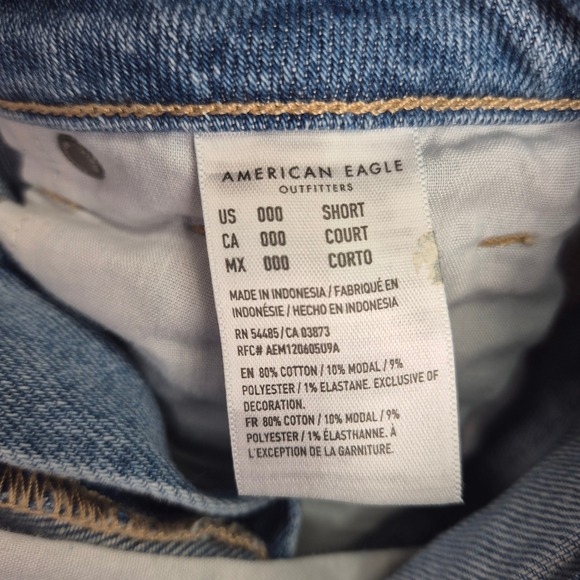 AMERICAN EAGLE
OUTFITTERS
US 000 SHORT
CA 000 COURT
MX 000 CORTO
MADE IN INDONESIA / FABRIQUÉ EN
INDONÉSIE / HECHO EN INDONESIA
RN 54485 / CA 03873
RFC# AEM120605U9A
EN 80% COTTON / 10% MODAL / 9%
POLYESTER / 1% ELASTANE. EXCLUSIVE OF
DECORATION.
FR 80% COTON / 10% MODAL / 9%
POLYESTER / 1% ÉLASTHANNE. À
L'EXCEPTION DE LA GARNITURE.